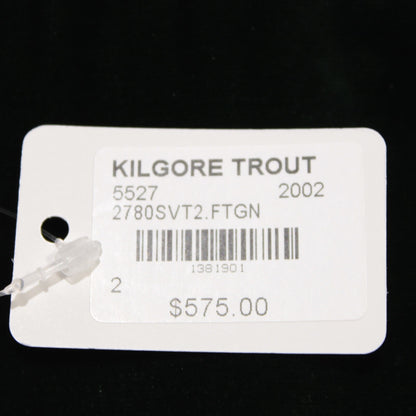 KILGORE TROUT
5527 2002
2780SVT2.FTGN
1381901
2
$575.00